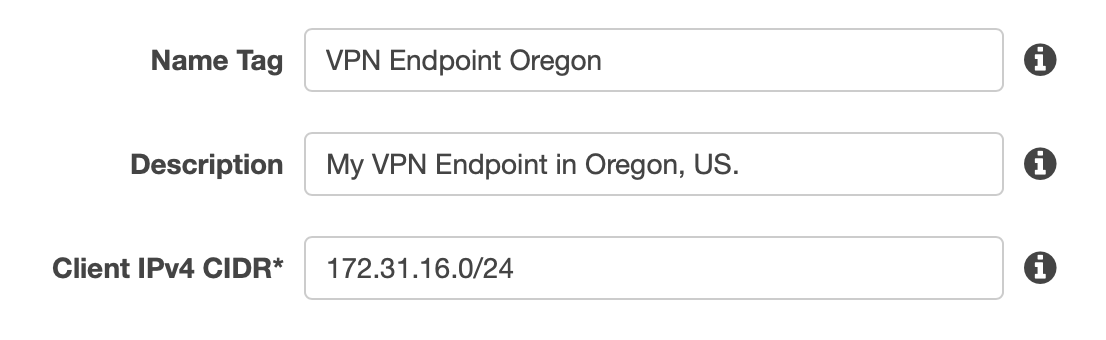 Name Tag VPN Endpoint Oregon
Description My VPN Endpoint in Oregon, US.
Client IPv4 CIDR* 172.31.16.0/24